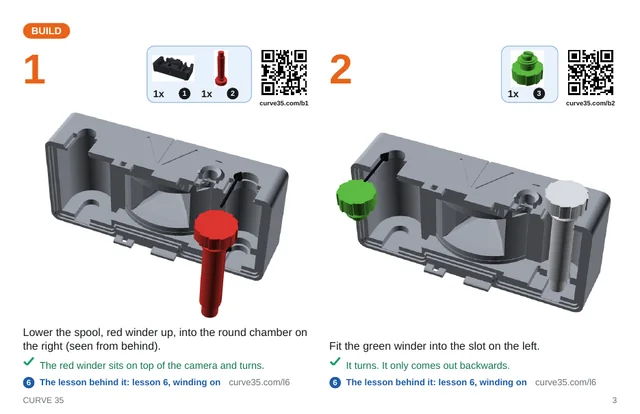 BUILD
1
1x 1 1x 2
curve35.com/b1
Lower the spool, red winder up, into the round chamber on
the right (seen from behind).
The red winder sits on top of the camera and turns.
6 The lesson behind it: lesson 6, winding on curve35.com/l6
2
1x 3
curve35.com/b2
Fit the green winder into the slot on the left.
It turns. It only comes out backwards.
6 The lesson behind it: lesson 6, winding on curve35.com/l6
CURVE 35
3